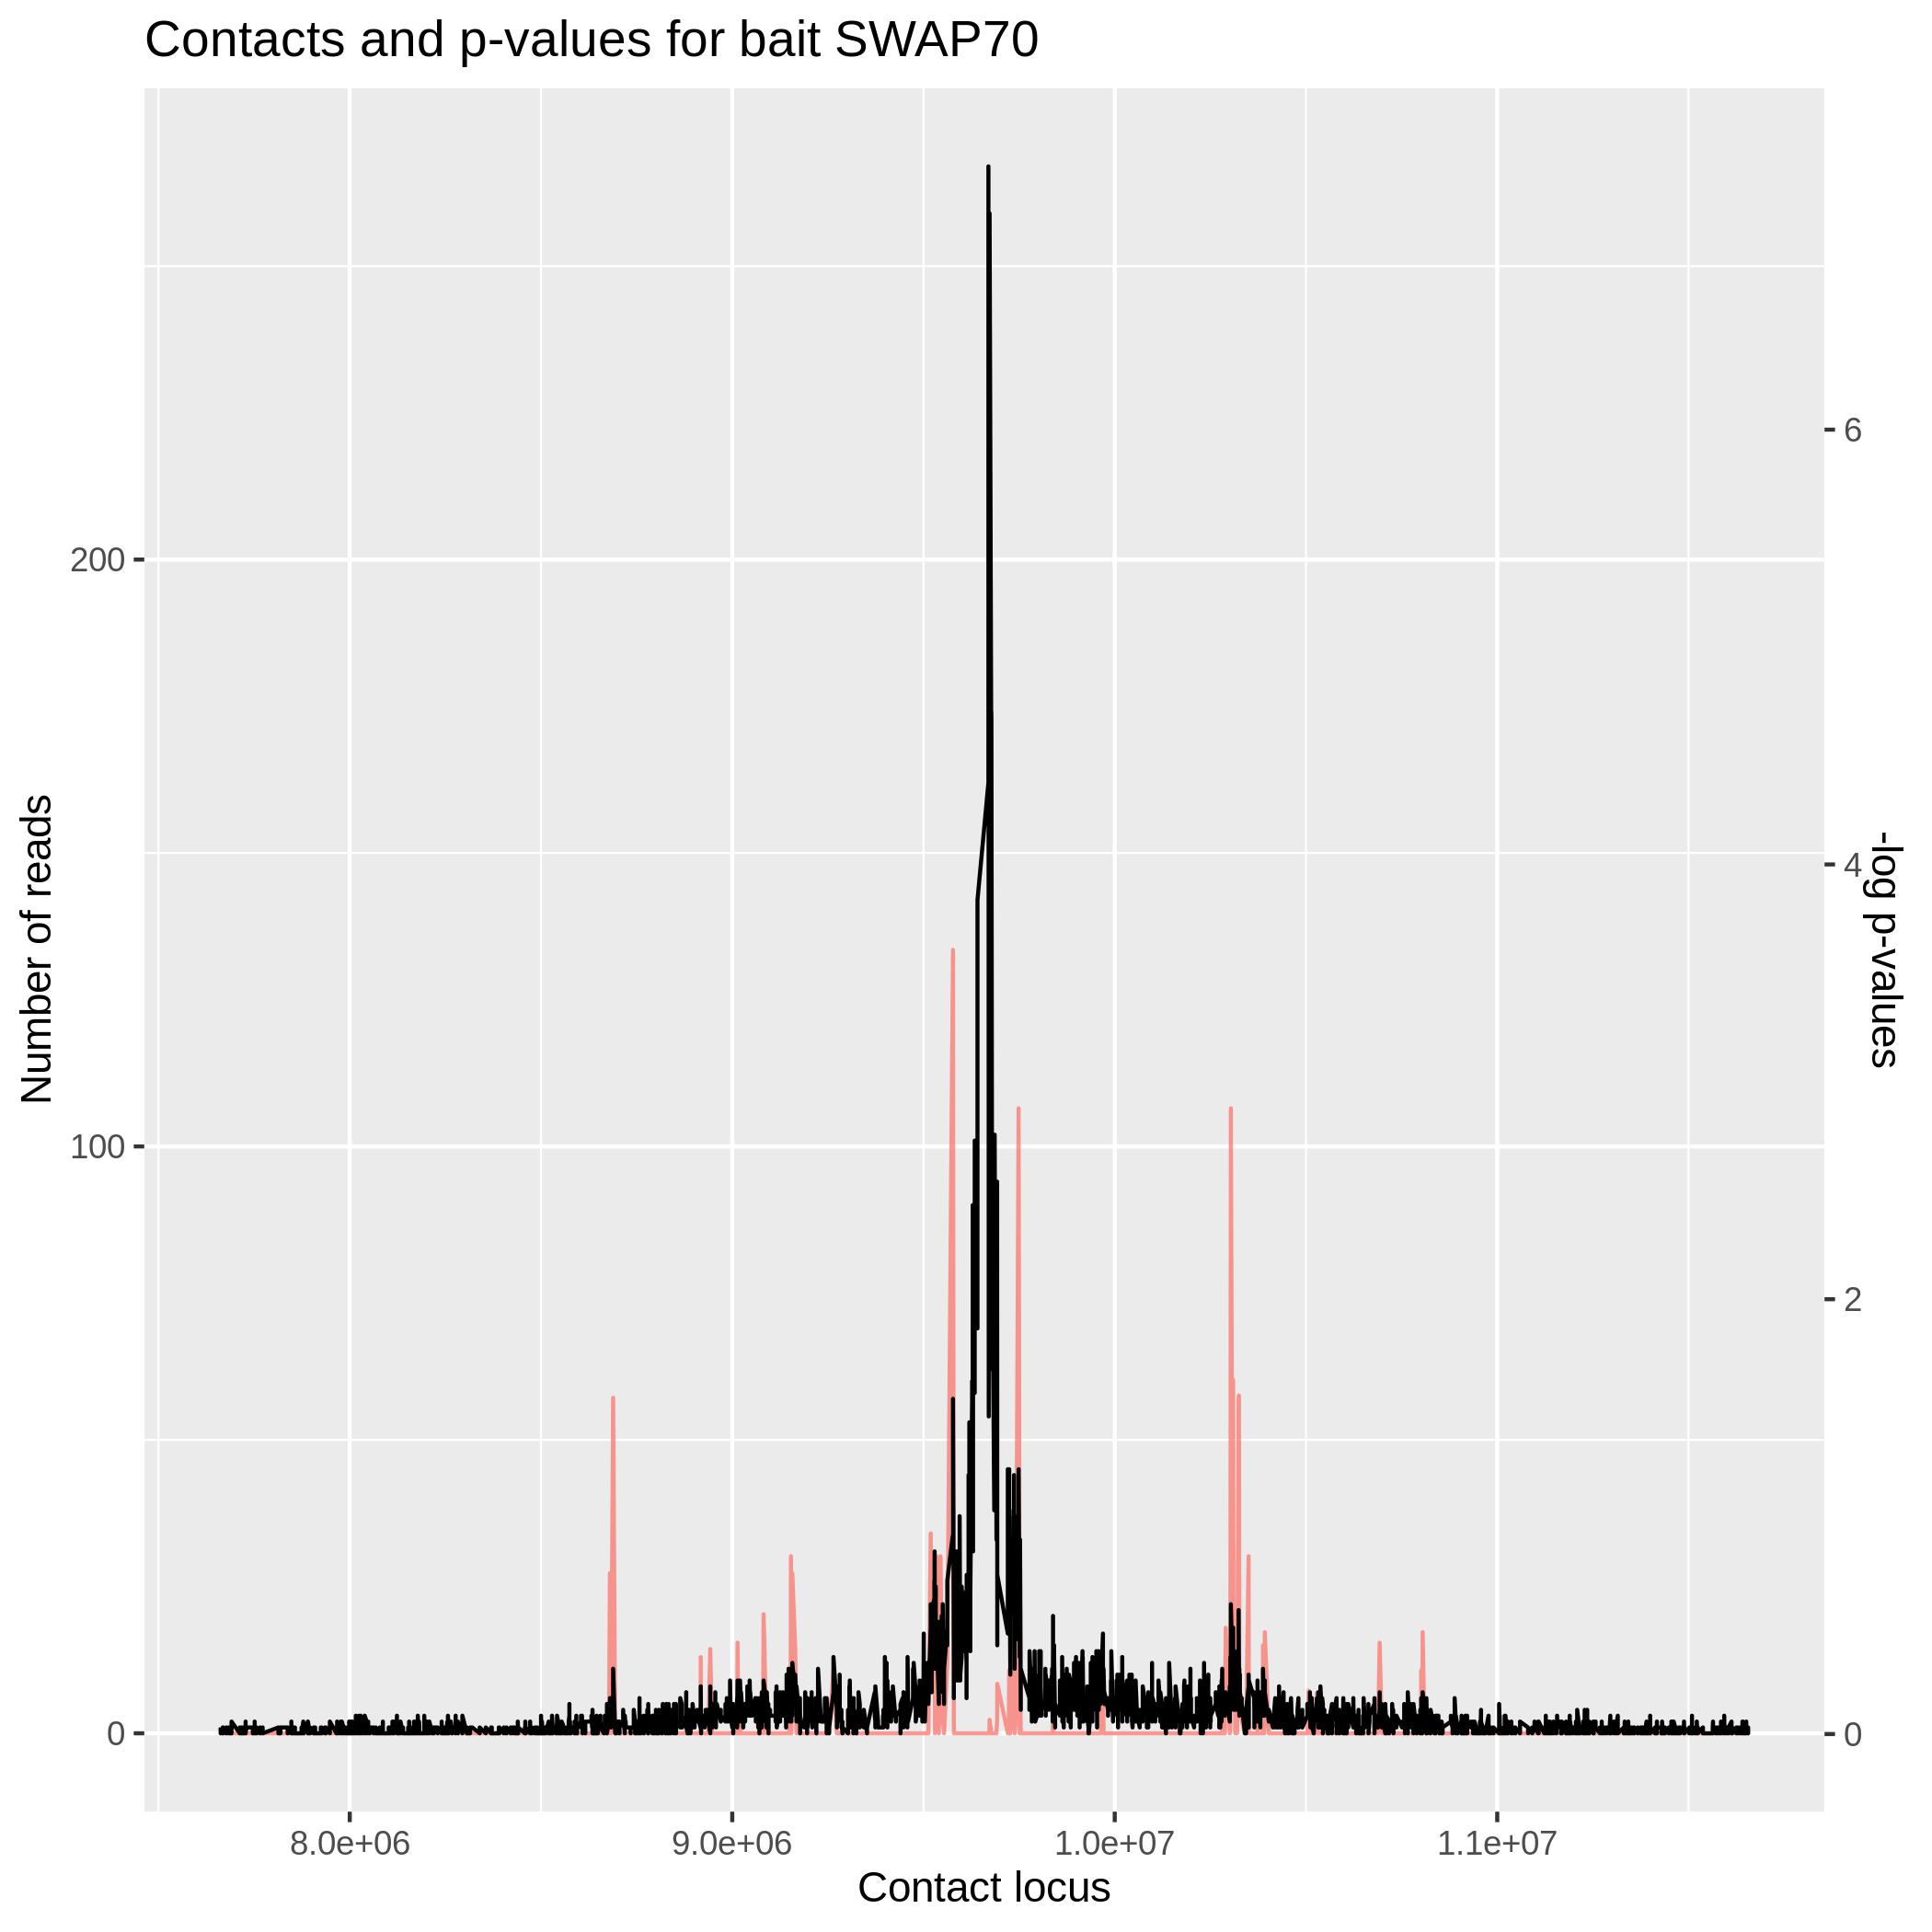 Contacts and p-values for bait SWAP70
Number of reads
200
100
0
6
4
2
0
-log p-values
8.0e+06
9.0e+06
1.0e+07
1.1e+07
Contact locus